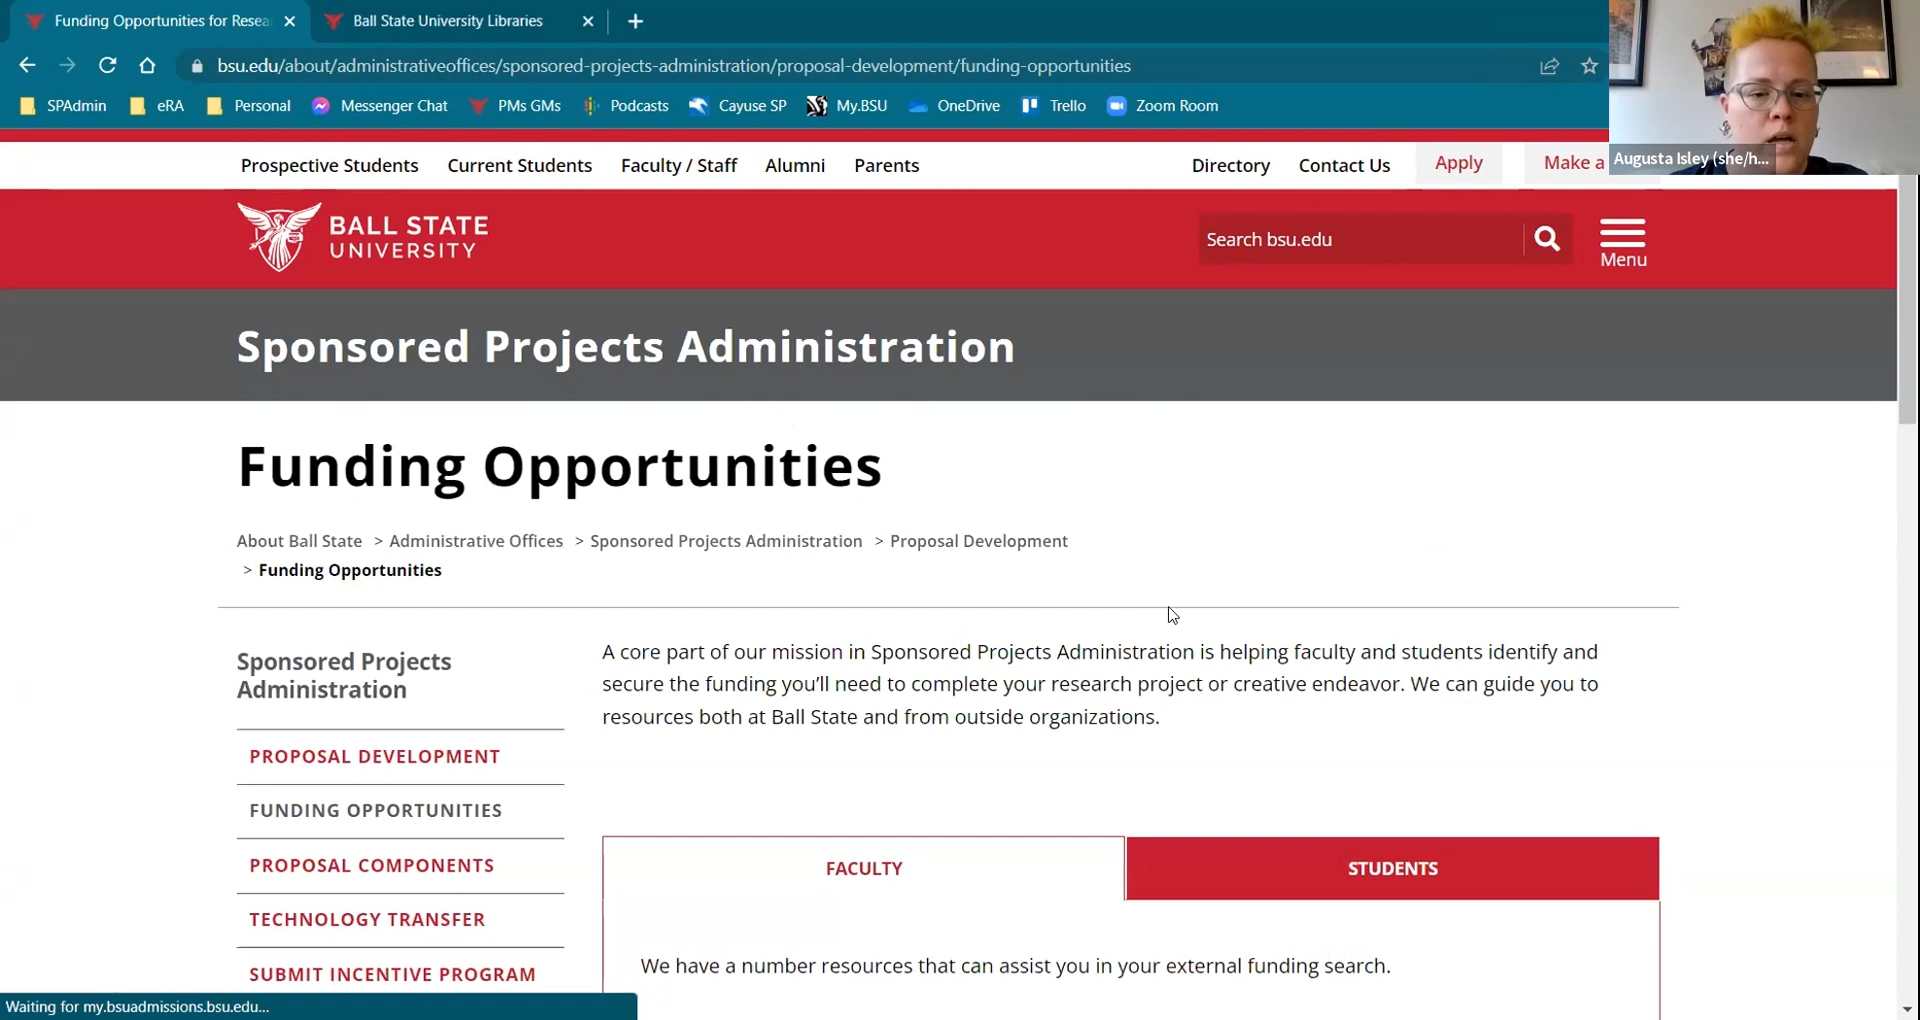 Funding Opportunities for Resea
Ball State University Libraries
bsu.edu/about/administrativeoffices/sponsored-projects-administration/proposal-development/funding-opportunities
SPAdmin eRA Personal Messenger Chat PMs GMs Podcasts Cayuse SP My.BSU OneDrive Trello Zoom Room
Augusta Isley (she/h...
Prospective Students Current Students Faculty / Staff Alumni Parents Directory Contact Us Apply Make a
BALL STATE
UNIVERSITY
Search bsu.edu
Menu
Sponsored Projects Administration
Funding Opportunities
About Ball State > Administrative Offices > Sponsored Projects Administration > Proposal Development
> Funding Opportunities
Sponsored Projects
Administration
PROPOSAL DEVELOPMENT
FUNDING OPPORTUNITIES
PROPOSAL COMPONENTS
TECHNOLOGY TRANSFER
SUBMIT INCENTIVE PROGRAM
A core part of our mission in Sponsored Projects Administration is helping faculty and students identify and
secure the funding you’ll need to complete your research project or creative endeavor. We can guide you to
resources both at Ball State and from outside organizations.
FACULTY STUDENTS
We have a number resources that can assist you in your external funding search.
Waiting for my.bsuadmissions.bsu.edu...